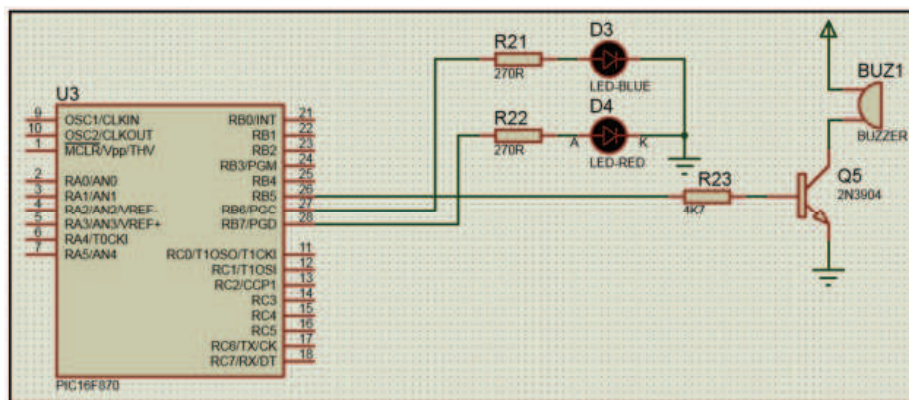 U3
9 OSC1/CLKIN RB0/INT 21
10 OSC2/CLKOUT RB1 22
1 MCLR/Vpp/THV RB2 23
RB3/PGM 24
2 RA0/AN0 RB4 25
3 RA1/AN1 RB5 26
4 RA2/AN2/VREF- RB6/PGC 27
5 RA3/AN3/VREF+ RB7/PGD 28
6 RA4/T0CKI
7 RA5/AN4 RC0/T1OSO/T1CKI 11
RC1/T1OSI 12
RC2/CCP1 13
RC3 14
RC4 15
RC5 16
RC6/TX/CK 17
RC7/RX/DT 18
PIC16F870
R21
270R
D3
LED-BLUE
R22
270R
D4
A K
LED-RED
R23
4K7
BUZ1
BUZZER
Q5
2N3904